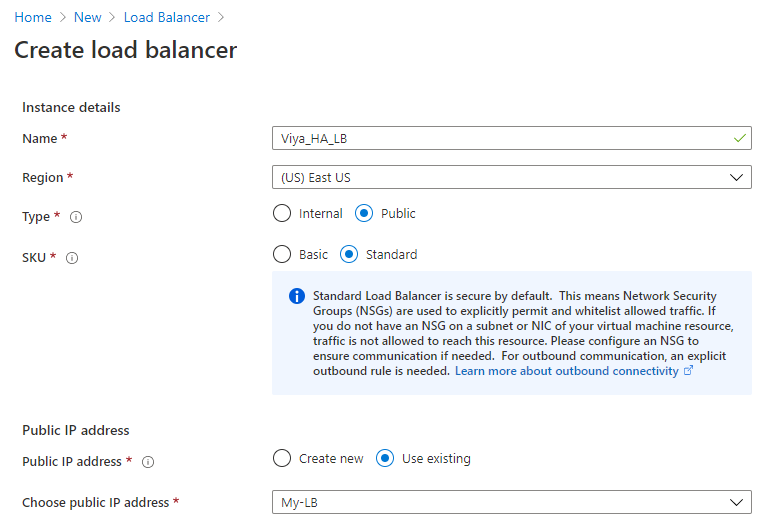 Home > New > Load Balancer >
Create load balancer
Instance details
Name * Viya_HA_LB
Region * (US) East US
Type * Internal Public
SKU * Basic Standard
Standard Load Balancer is secure by default.  This means Network Security
Groups (NSGs) are used to explicitly permit and whitelist allowed traffic. If
you do not have an NSG on a subnet or NIC of your virtual machine resource,
traffic is not allowed to reach this resource. Please configure an NSG to
ensure communication if needed.  For outbound communication, an explicit
outbound rule is needed. Learn more about outbound connectivity
Public IP address
Public IP address * Create new Use existing
Choose public IP address * My-LB